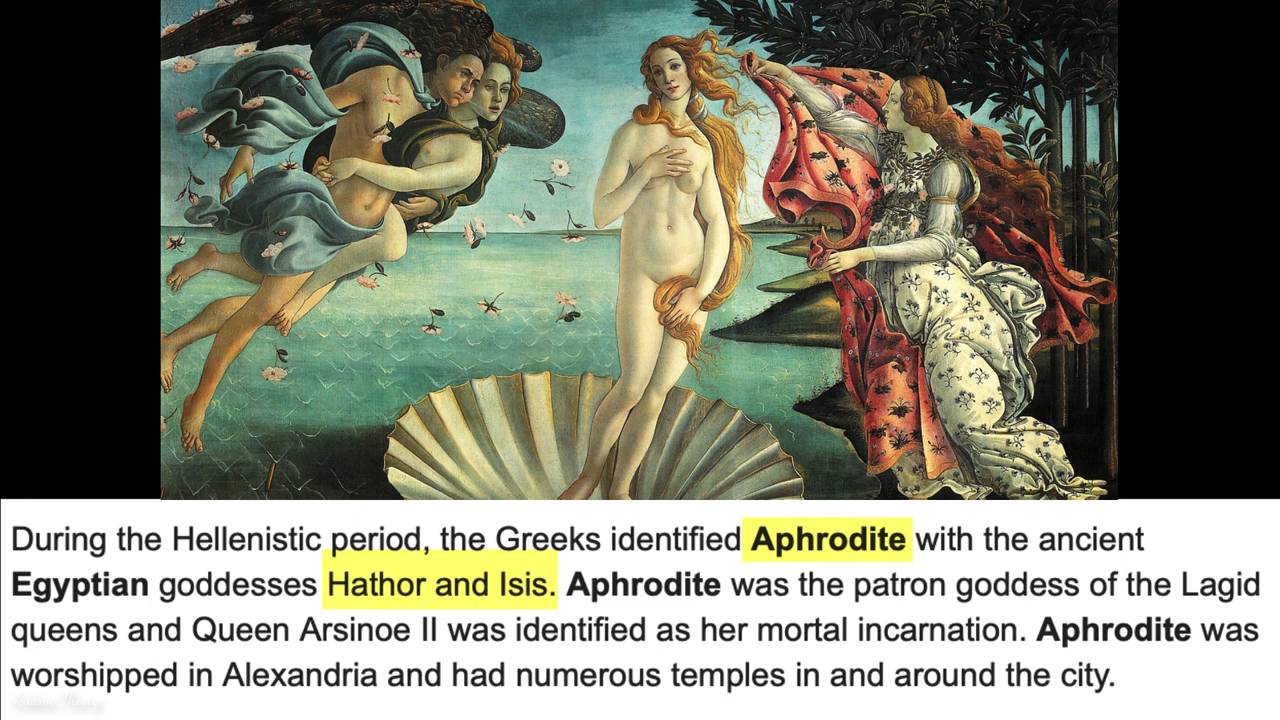 During the Hellenistic period, the Greeks identified Aphrodite with the ancient
Egyptian goddesses Hathor and Isis. Aphrodite was the patron goddess of the Lagid
queens and Queen Arsinoe II was identified as her mortal incarnation. Aphrodite was
worshipped in Alexandria and had numerous temples in and around the city.